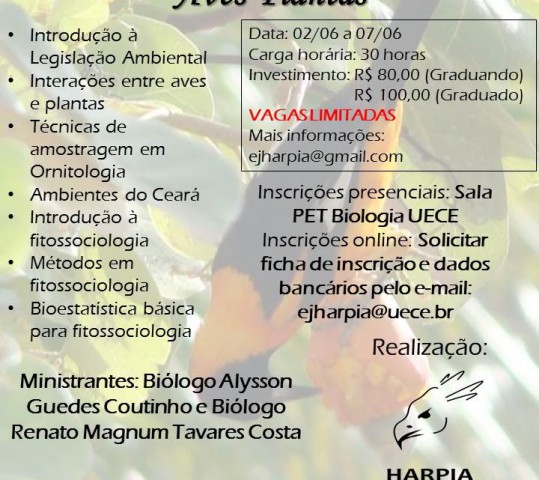 Aves-Plantas
• Introdução à
Legislação Ambiental
• Interações entre aves
e plantas
• Técnicas de
amostragem em
Ornitologia
• Ambientes do Ceará
• Introdução à
fitossociologia
• Métodos em
fitossociologia
• Bioestatística básica
para fitossociologia
Ministrantes: Biólogo Alysson
Guedes Coutinho e Biólogo
Renato Magnum Tavares Costa
Data: 02/06 a 07/06
Carga horária: 30 horas
Investimento: R$ 80,00 (Graduando)
R$ 100,00 (Graduado)
VAGAS LIMITADAS
Mais informações:
ejharpia@gmail.com
Inscrições presenciais: Sala
PET Biologia UECE
Inscrições online: Solicitar
ficha de inscrição e dados
bancários pelo e-mail:
ejharpia@uece.br
Realização:
HARPIA